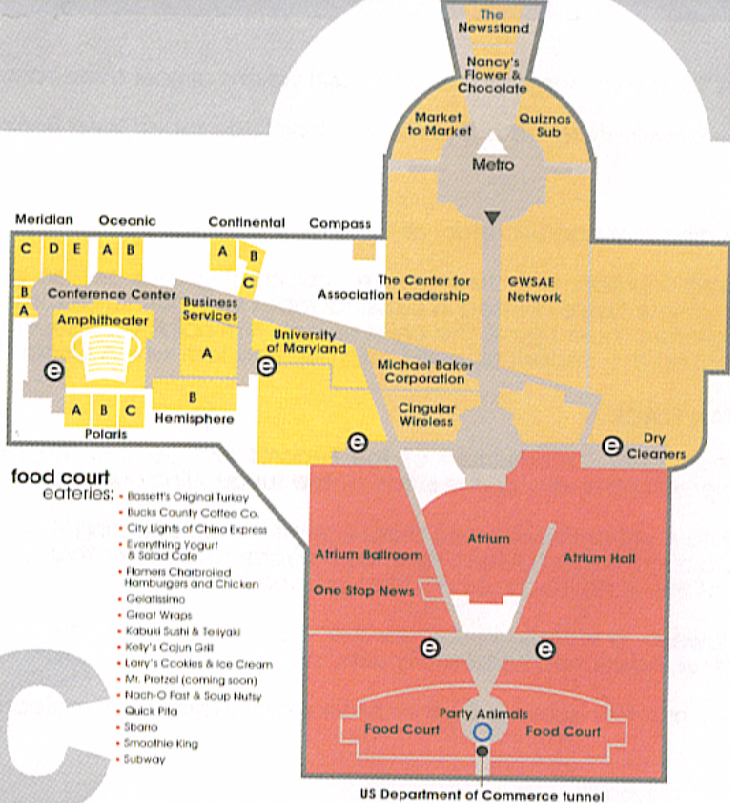 The
Newsstand
Nancy's
Flower &
Chocolate
Market
to Market
Quiznos
Sub
Metro
Meridian
Oceanic
Continental
Compass
C
D
E
A
B
A
B
C
B
A
Conference Center
Business
Services
The Center for
Association Leadership
GWSAE
Network
Amphitheater
University
of Maryland
A
e
e
Michael Baker
Corporation
B
A
B
C
Hemisphere
Cingular
Wireless
Polaris
e
e
Dry
Cleaners
food court
eateries:
• Bassett's Original Turkey
• Bucks County Coffee Co.
• City Lights of China Express
• Everything Yogurt
& Salad Cafe
• Flamers Charbroiled
Hamburgers and Chicken
• Gelatissimo
• Great Wraps
• Kabuki Sushi & Teriyaki
• Kelly's Cajun Grill
• Larry's Cookies & Ice Cream
• Mr. Pretzel (coming soon)
• Nach-O Fast & Soup Nutsy
• Quick Pita
• Sbarro
• Smoothie King
• Subway
Atrium Ballroom
Atrium
Atrium Hall
One Stop News
e
e
Party Animals
Food Court
Food Court
US Department of Commerce tunnel
C